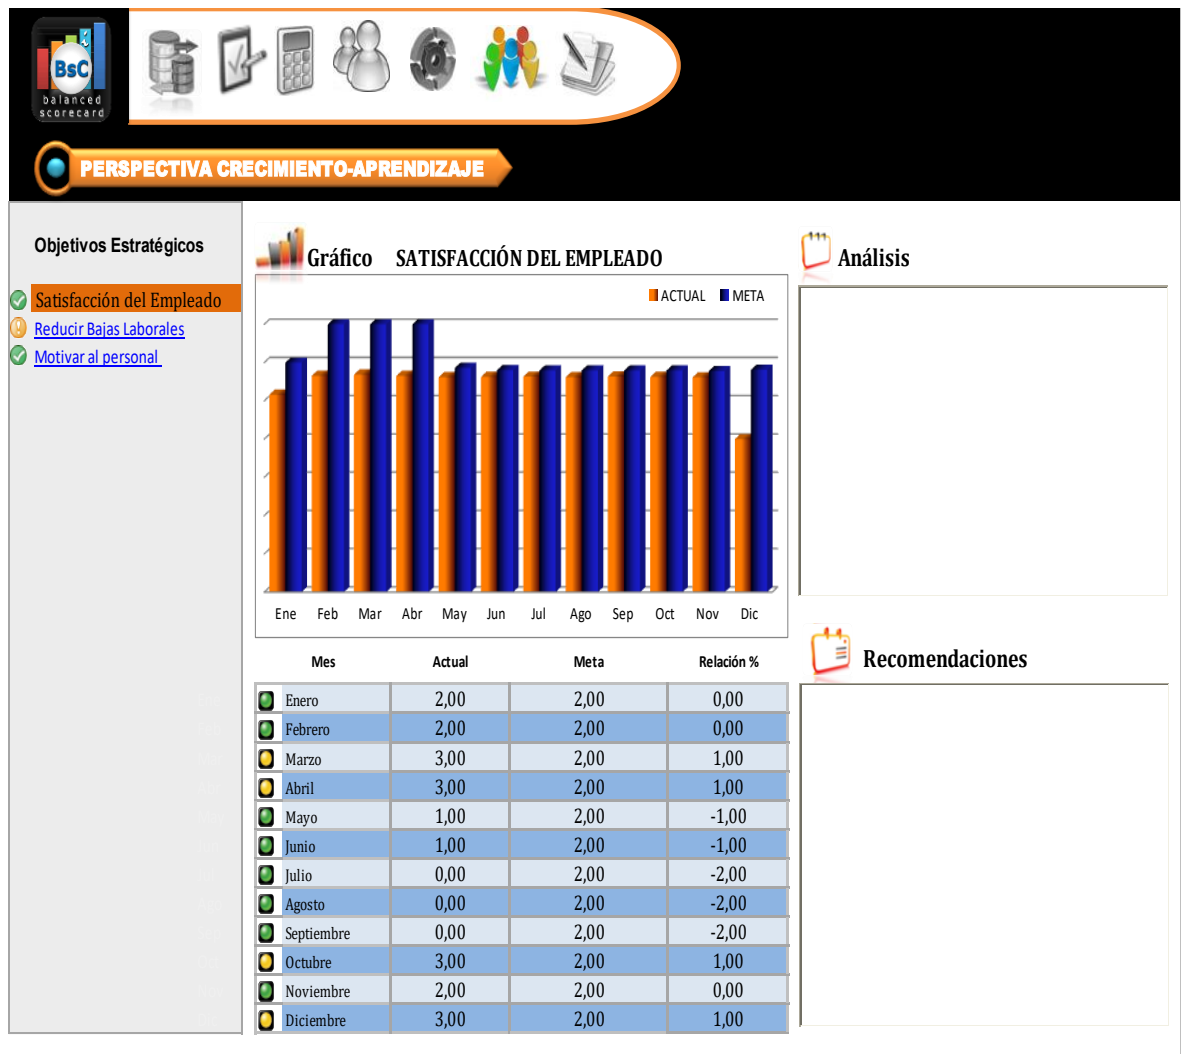 BsC
balanced
scorecard
PERSPECTIVA CRECIMIENTO-APRENDIZAJE
Objetivos Estratégicos
Satisfacción del Empleado
Reducir Bajas Laborales
Motivar al personal
Gráfico SATISFACCIÓN DEL EMPLEADO
ACTUAL META
Ene Feb Mar Abr May Jun Jul Ago Sep Oct Nov Dic
Mes Actual Meta Relación %
Enero 2,00 2,00 0,00
Febrero 2,00 2,00 0,00
Marzo 3,00 2,00 1,00
Abril 3,00 2,00 1,00
Mayo 1,00 2,00 -1,00
Junio 1,00 2,00 -1,00
Julio 0,00 2,00 -2,00
Agosto 0,00 2,00 -2,00
Septiembre 0,00 2,00 -2,00
Octubre 3,00 2,00 1,00
Noviembre 2,00 2,00 0,00
Diciembre 3,00 2,00 1,00
Análisis
Recomendaciones